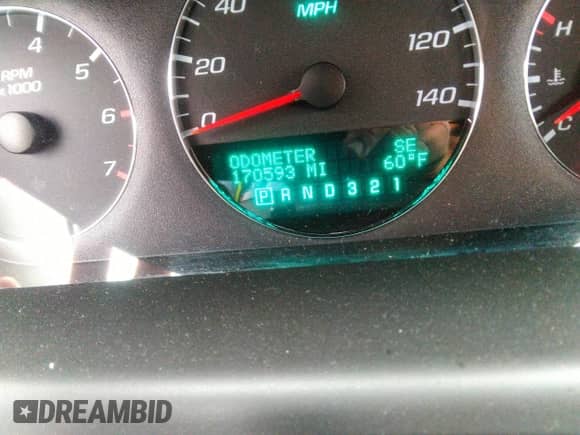 MPH
40
120
20
140
0
4
5
RPM
x 1000
6
7
H
C
ODOMETER SE
170593 MI 60°F
P R N D 3 2 1
DREAMBID